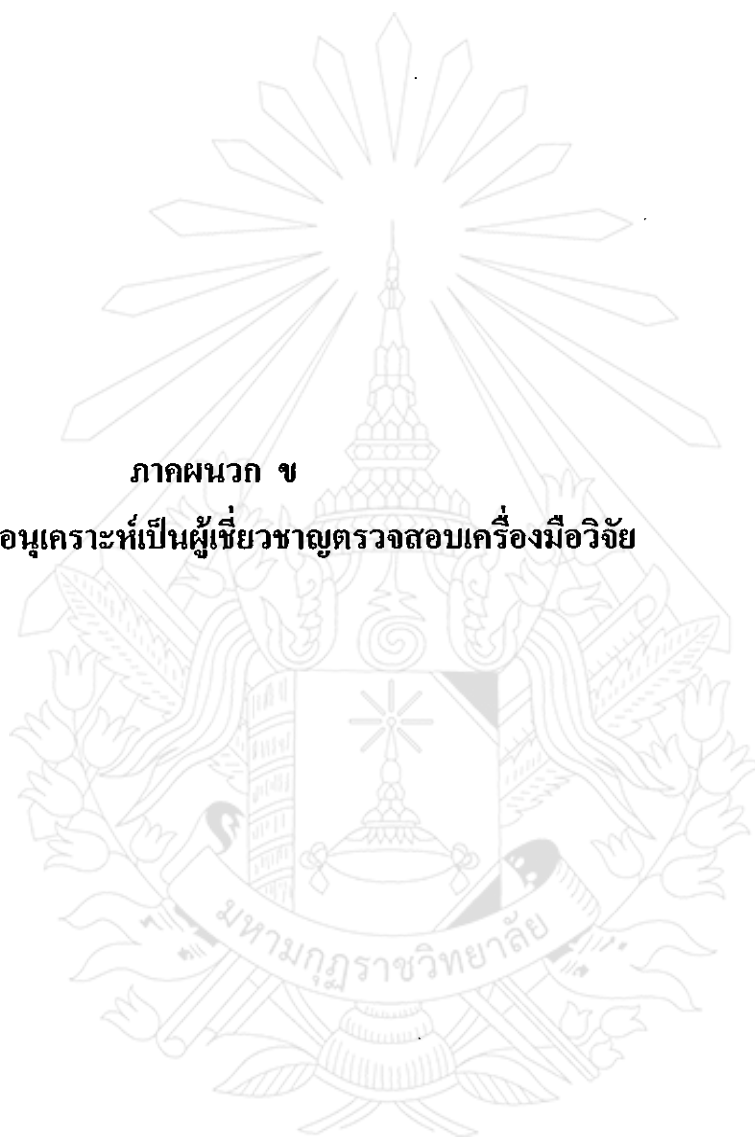 ภาคผนวก ข
อนุเคราะห์เป็นผู้เชี่ยวชาญตรวจสอบเครื่องมือวิจัย
มหามกุฏราชวิทยาลัย